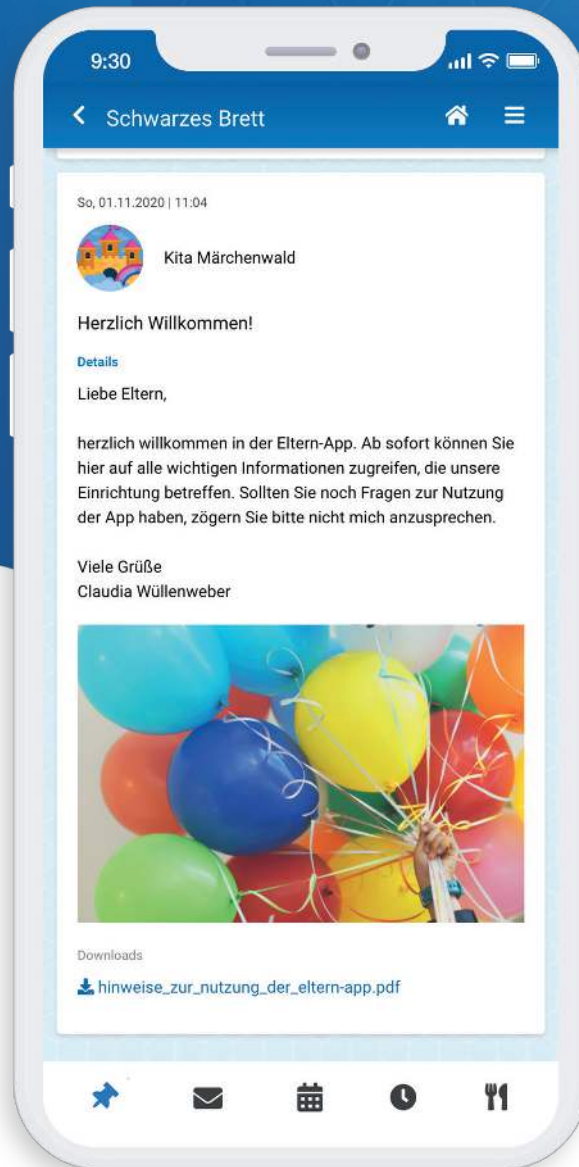 9:30
Schwarzes Brett
So, 01.11.2020 | 11:04
Kita Märchenwald
Herzlich Willkommen!
Details
Liebe Eltern,
herzlich willkommen in der Eltern-App. Ab sofort können Sie
hier auf alle wichtigen Informationen zugreifen, die unsere
Einrichtung betreffen. Sollten Sie noch Fragen zur Nutzung
der App haben, zögern Sie bitte nicht mich anzusprechen.
Viele Grüße
Claudia Wüllenweber
Downloads
hinweise_zur_nutzung_der_eltern-app.pdf